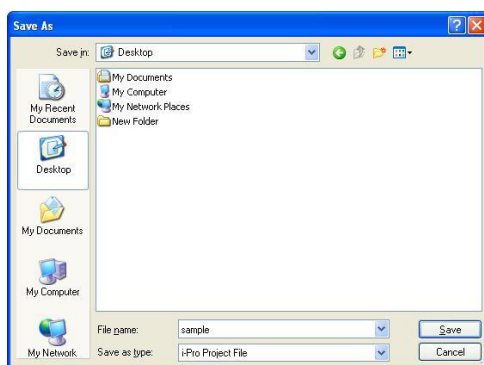 Save As
Save in: Desktop
My Recent
Documents
Desktop
My Documents
My Computer
My Network
My Documents
My Computer
My Network Places
New Folder
File name: sample Save
Save as type: i-Pro Project File Cancel